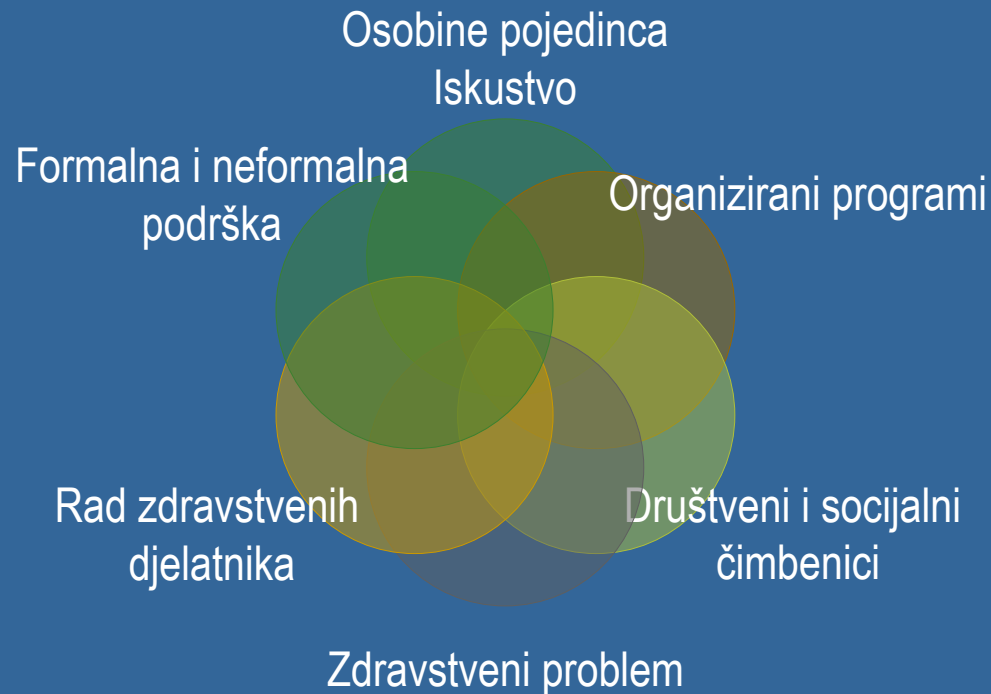 Osobine pojedinca
Iskustvo
Formalna i neformalna
podrška
Organizirani programi
Rad zdravstvenih
djelatnika
Društveni i socijalni
čimbenici
Zdravstveni problem